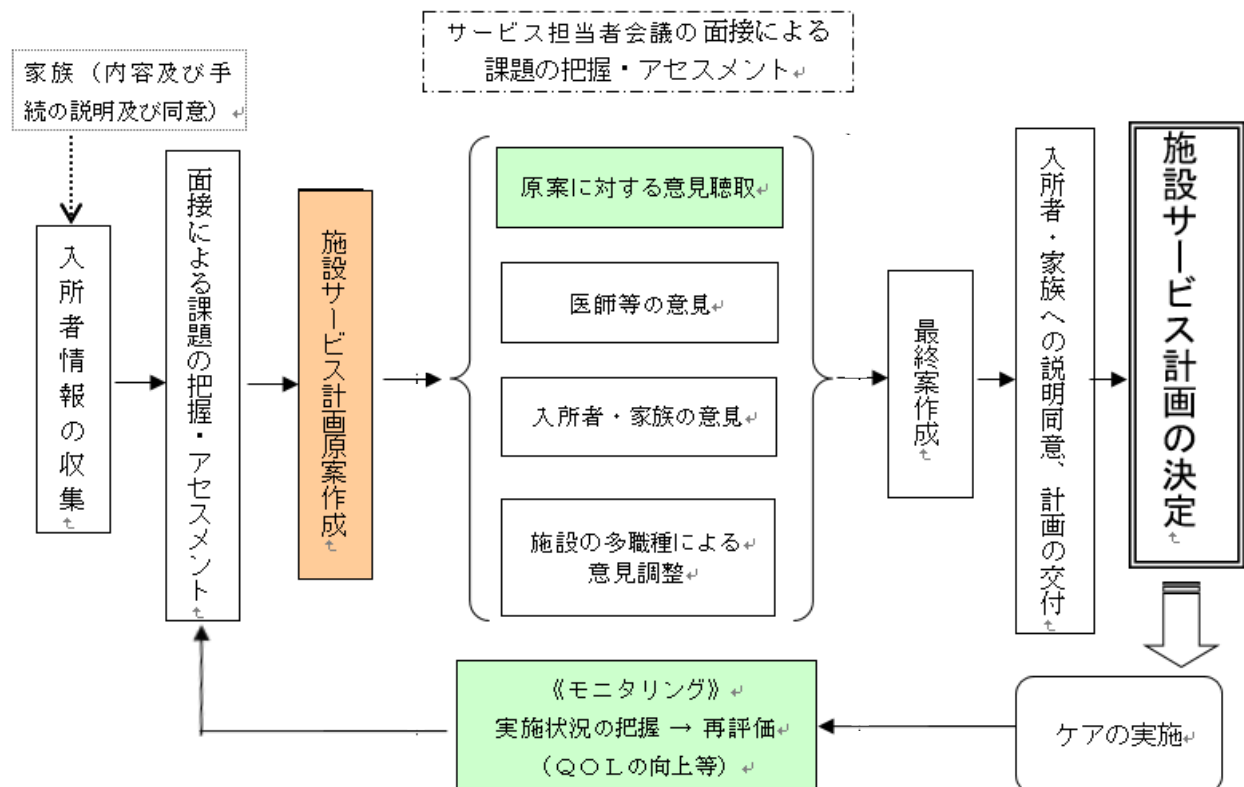 サービス担当者会議の面接による
課題の把握・アセスメント↵
家族（内容及び手
続の説明及び同意）↵
入所者情報の収集↵
面接による課題の把握・アセスメント↵
施設サービス計画原案作成↵
原案に対する意見聴取↵
医師等の意見↵
入所者・家族の意見↵
施設の多職種による
意見調整↵
最終案作成↵
入所者・家族への説明同意、計画の交付↵
施設サービス計画の決定↵
ケアの実施↵
《モニタリング》↵
実施状況の把握 → 再評価↵
（ＱＯＬの向上等）↵